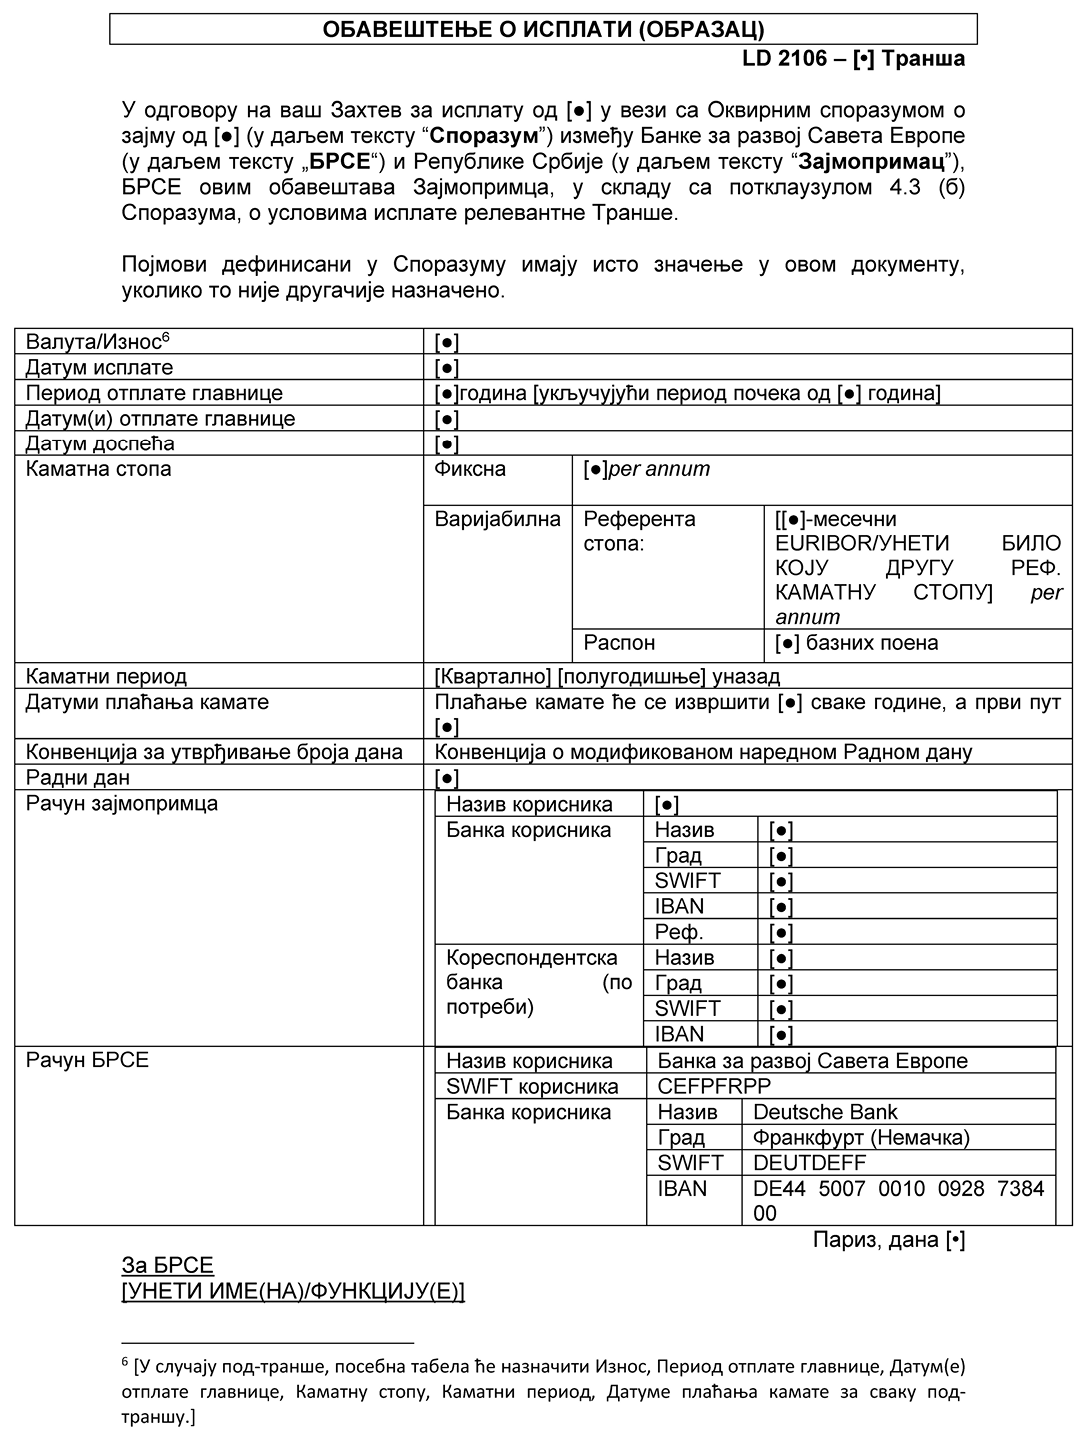 ОБАВЕШТЕЊЕ О ИСПЛАТИ (ОБРАЗАЦ)
LD 2106 – [•] Транша
У одговору на ваш Захтев за исплату од [●] у вези са Оквирним споразумом о
зајму од [●] (у даљем тексту “Споразум”) између Банке за развој Савета Европе
(у даљем тексту „БРСЕ“) и Републике Србије (у даљем тексту “Зајмопримац”),
БРСЕ овим обавештава Зајмопримца, у складу са потклаузулом 4.3 (б)
Споразума, о условима исплате релевантне Транше.
Појмови дефинисани у Споразуму имају исто значење у овом документу,
уколико то није другачије назначено.
Валута/Износ6 [●]
Датум исплате [●]
Период отплате главнице [●]година [укључујући период почека од [●] година]
Датум(и) отплате главнице [●]
Датум доспећа [●]
Каматна стопа Фиксна [●]per annum
Варијабилна Референта [[●]-месечни
стопа: EURIBOR/УНЕТИ БИЛО
КОЈУ ДРУГУ РЕФ.
КАМАТНУ СТОПУ] per
annum
Распон [●] базних поена
Каматни период [Квартално] [полугодишње] уназад
Датуми плаћања камате Плаћање камате ће се извршити [●] сваке године, а први пут
[●]
Конвенција за утврђивање броја дана Конвенција о модификованом наредном Радном дану
Радни дан [●]
Рачун зајмопримца Назив корисника [●]
Банка корисника Назив [●]
Град [●]
SWIFT [●]
IBAN [●]
Реф. [●]
Кореспондентска Назив [●]
банка (по Град [●]
потреби) SWIFT [●]
IBAN [●]
Рачун БРСЕ Назив корисника Банка за развој Савета Европе
SWIFT корисника CEFPFRPP
Банка корисника Назив Deutsche Bank
Град Франкфурт (Немачка)
SWIFT DEUTDEFF
IBAN DE44 5007 0010 0928 7384
00
Париз, дана [•]
За БРСЕ
[УНЕТИ ИМЕ(НА)/ФУНКЦИЈУ(Е)]
6 [У случају под-транше, посебна табела ће назначити Износ, Период отплате главнице, Датум(е)
отплате главнице, Каматну стопу, Каматни период, Датуме плаћања камате за сваку под-
траншу.]